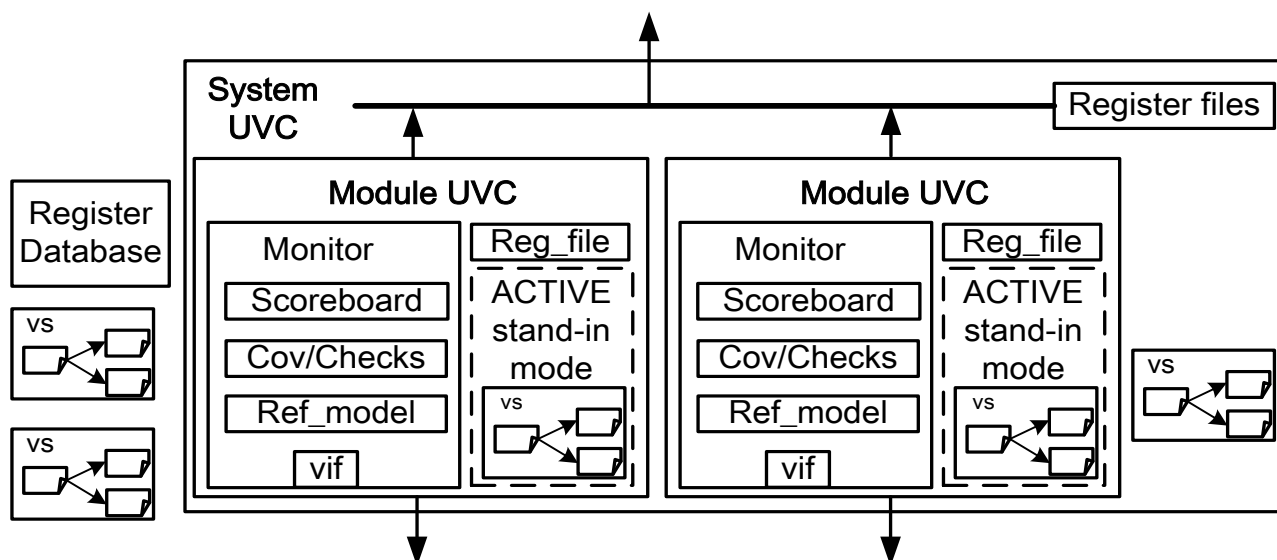 System
UVC
Register files
Register
Database
vs
vs
Module UVC
Monitor
Scoreboard
Cov/Checks
Ref_model
vif
Reg_file
ACTIVE
stand-in
mode
vs
Module UVC
Monitor
Scoreboard
Cov/Checks
Ref_model
vif
Reg_file
ACTIVE
stand-in
mode
vs
vs